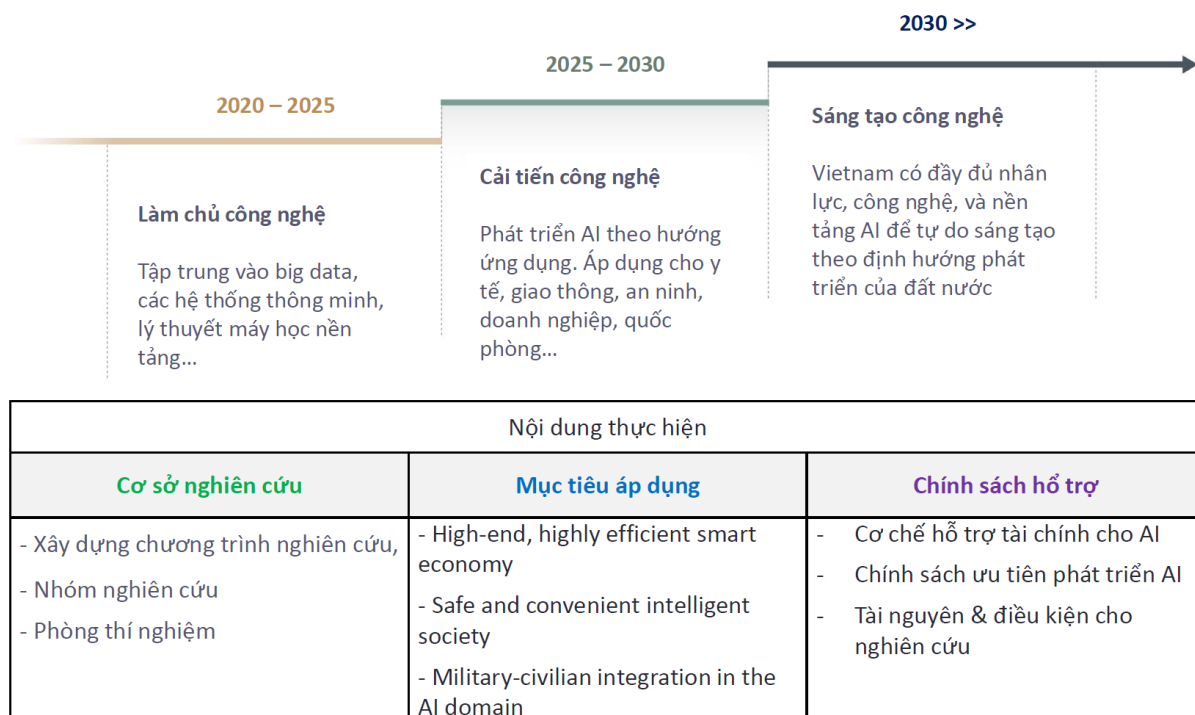 2020 – 2025
Làm chủ công nghệ
Tập trung vào big data,
các hệ thống thông minh,
lý thuyết máy học nền
tảng...
2025 – 2030
Cải tiến công nghệ
Phát triển AI theo hướng
ứng dụng. Áp dụng cho y
tế, giao thông, an ninh,
doanh nghiệp, quốc
phòng...
2030 >>
Sáng tạo công nghệ
Vietnam có đầy đủ nhân
lực, công nghệ, và nền
tảng AI để tự do sáng tạo
theo định hướng phát
triển của đất nước
Nội dung thực hiện
Cơ sở nghiên cứu
Mục tiêu áp dụng
Chính sách hổ trợ
- Xây dựng chương trình nghiên cứu,
- Nhóm nghiên cứu
- Phòng thí nghiệm
- High-end, highly efficient smart
economy
- Safe and convenient intelligent
society
- Military-civilian integration in the
AI domain
- Cơ chế hỗ trợ tài chính cho AI
- Chính sách ưu tiên phát triển AI
- Tài nguyên & điều kiện cho
nghiên cứu